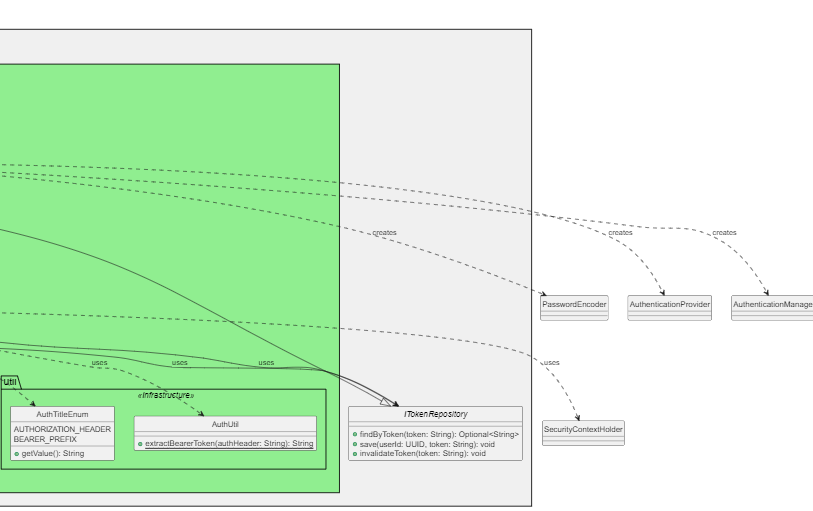 creates
creates
creates
PasswordEncoder
AuthenticationProvider
AuthenticationManage
uses
uses
uses
uses
util
«Infrastructure»
AuthTitleEnum
AUTHORIZATION_HEADER
BEARER_PREFIX
getValue(): String
AuthUtil
extractBearerToken(authHeader: String): String
ITokenRepository
findByToken(token: String): Optional<String>
save(userId: UUID, token: String): void
invalidateToken(token: String): void
SecurityContextHolder